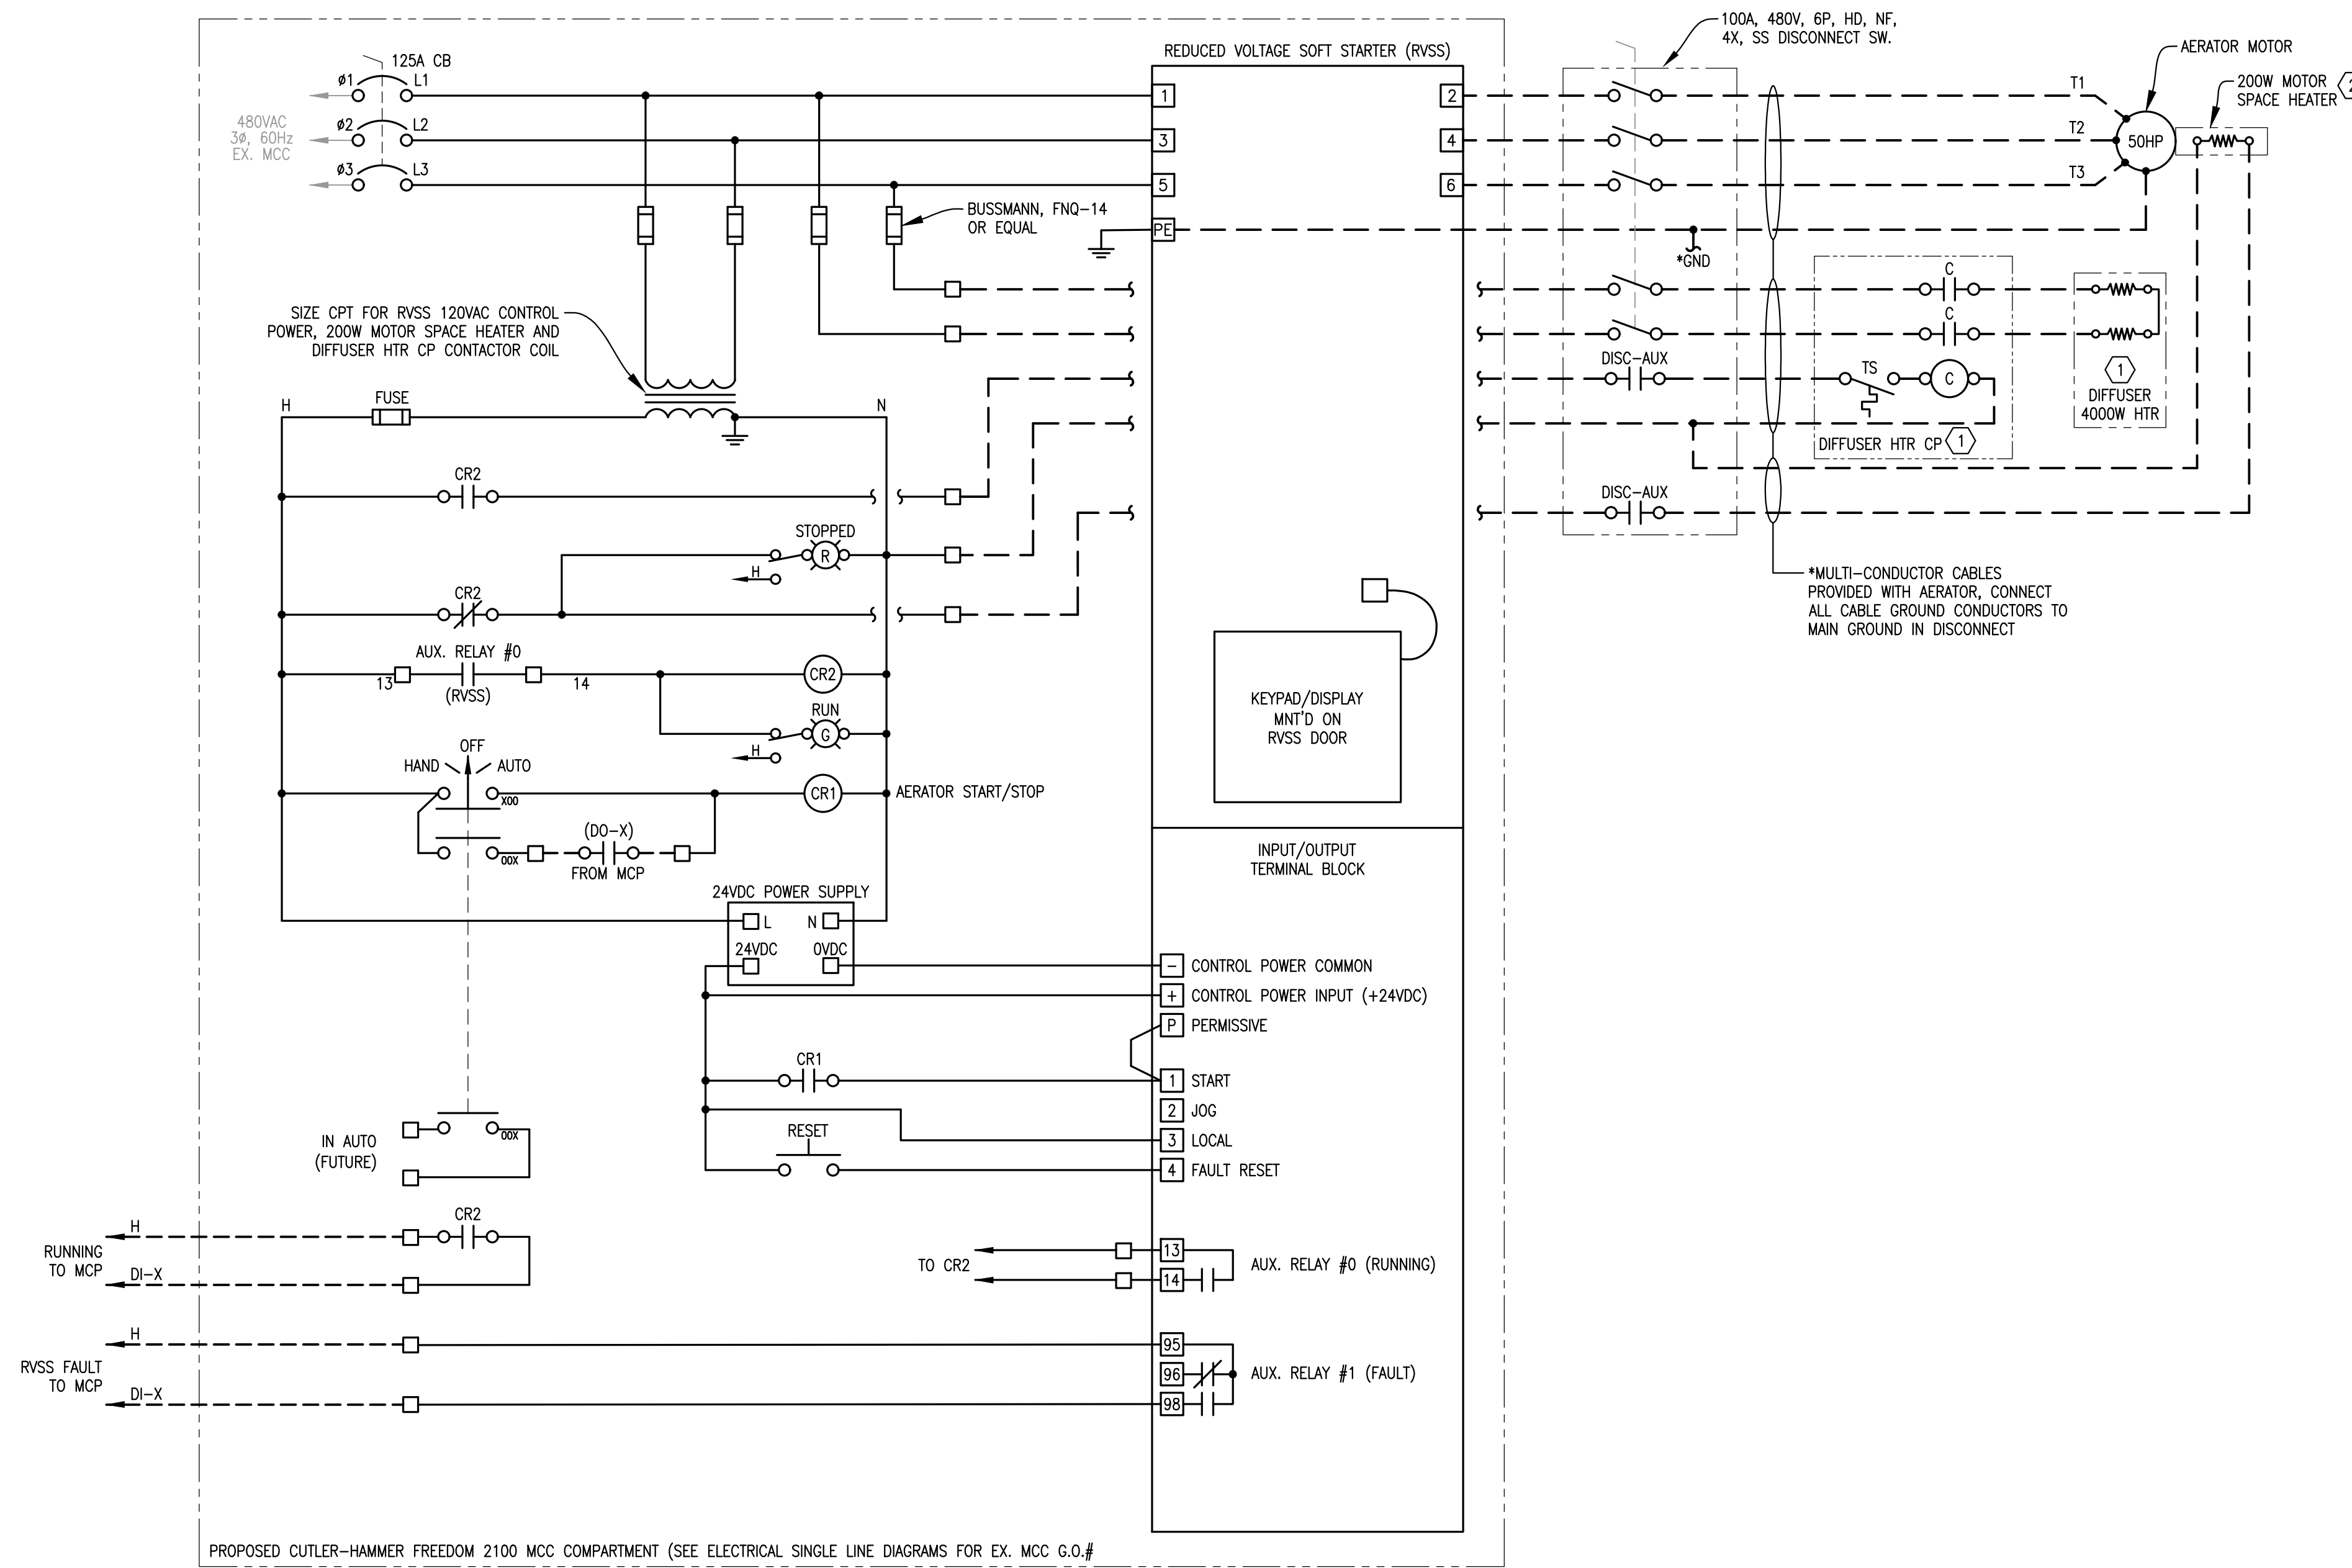 REDUCED VOLTAGE SOFT STARTER (RVSS)
100A, 480V, 6P, HD, NF,
4X, SS DISCONNECT SW.
AERATOR MOTOR
200W MOTOR
SPACE HEATER
125A CB
ø1
L1
ø2
L2
ø3
L3
480VAC
3ø, 60Hz
EX. MCC
1
3
5
PE
2
4
6
T1
T2
T3
50HP
BUSSMANN, FNQ-14
OR EQUAL
*GND
SIZE CPT FOR RVSS 120VAC CONTROL
POWER, 200W MOTOR SPACE HEATER AND
DIFFUSER HTR CP CONTACTOR COIL
C
C
DISC-AUX
TS
C
1
DIFFUSER
4000W HTR
DIFFUSER HTR CP
1
DISC-AUX
*MULTI-CONDUCTOR CABLES
PROVIDED WITH AERATOR, CONNECT
ALL CABLE GROUND CONDUCTORS TO
MAIN GROUND IN DISCONNECT
H
FUSE
N
CR2
STOPPED
R
H
CR2
AUX. RELAY #0
13
14
(RVSS)
CR2
RUN
G
H
OFF
HAND
AUTO
X00
CR1
AERATOR START/STOP
(DO-X)
00X
FROM MCP
KEYPAD/DISPLAY
MNT'D ON
RVSS DOOR
INPUT/OUTPUT
TERMINAL BLOCK
24VDC POWER SUPPLY
L
N
24VDC
0VDC
- CONTROL POWER COMMON
+ CONTROL POWER INPUT (+24VDC)
P PERMISSIVE
CR1
1 START
2 JOG
RESET
3 LOCAL
4 FAULT RESET
IN AUTO
(FUTURE)
00X
CR2
H
RUNNING
TO MCP
DI-X
TO CR2
13
14
AUX. RELAY #0 (RUNNING)
H
RVSS FAULT
TO MCP
DI-X
95
96
98
AUX. RELAY #1 (FAULT)
PROPOSED CUTLER-HAMMER FREEDOM 2100 MCC COMPARTMENT (SEE ELECTRICAL SINGLE LINE DIAGRAMS FOR EX. MCC G.O.#